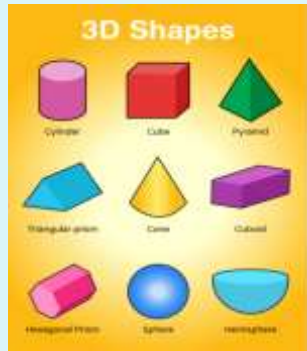 3D Shapes
Cylinder
Cube
Pyramid
Triangular prism
Cone
Cuboid
Hexagonal Prism
Sphere
Hemisphere